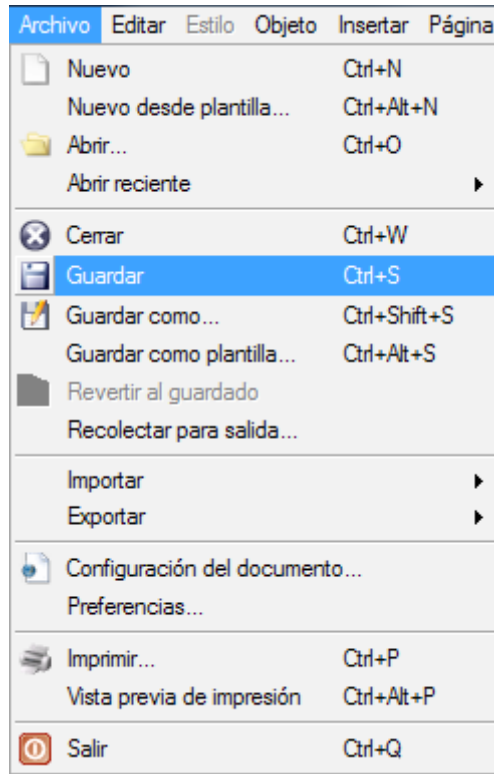 Archivo Editar Estilo Objeto Insertar Página
Nuevo Ctrl+N
Nuevo desde plantilla... Ctrl+Alt+N
Abrir... Ctrl+O
Abrir reciente
Cerrar Ctrl+W
Guardar Ctrl+S
Guardar como... Ctrl+Shift+S
Guardar como plantilla... Ctrl+Alt+S
Revertir al guardado
Recolectar para salida...
Importar
Exportar
Configuración del documento...
Preferencias...
Imprimir... Ctrl+P
Vista previa de impresión Ctrl+Alt+P
Salir Ctrl+Q